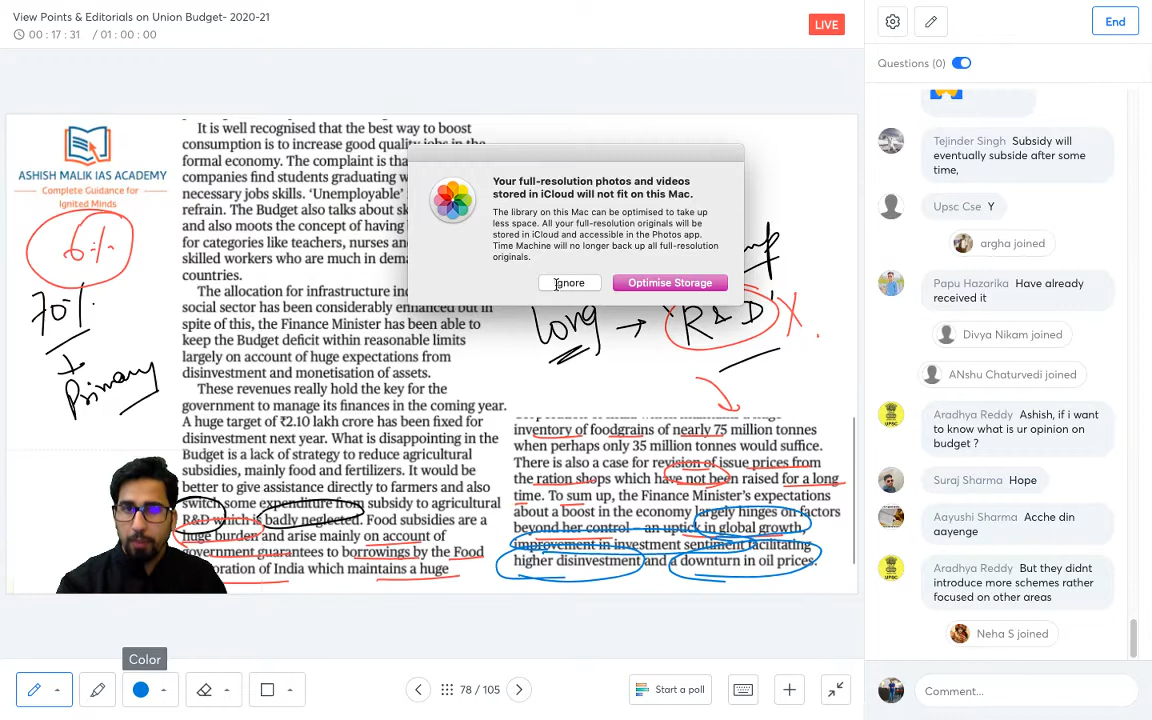 View Points & Editorials on Union Budget- 2020-21
00 : 17 : 31 / 01 : 00 : 00
LIVE
End
Questions (0)
ASHISH MALIK IAS ACADEMY
Complete Guidance for
Ignited Minds
6%
70%
Primary
It is well recognised that the best way to boost
consumption is to increase good quality jobs in the
formal economy. The complaint is tha
companies find students graduating w
necessary jobs skills. ‘Unemployable’
refrain. The Budget also talks about sk
and also moots the concept of having
for categories like teachers, nurses an
skilled workers who are much in dema
countries.
The allocation for infrastructure in
social sector has been considerably enhanced but in
spite of this, the Finance Minister has been able to
keep the Budget deficit within reasonable limits
largely on account of huge expectations from
disinvestment and monetisation of assets.
These revenues really hold the key for the
government to manage its finances in the coming year.
A huge target of ₹2.10 lakh crore has been fixed for
disinvestment next year. What is disappointing in the
Budget is a lack of strategy to reduce agricultural
subsidies, mainly food and fertilizers. It would be
better to give assistance directly to farmers and also
switch some expenditure from subsidy to agricultural
R&D which is badly neglected. Food subsidies are a
huge burden and arise mainly on account of
government guarantees to borrowings by the Food
oration of India which maintains a huge
Your full-resolution photos and videos
stored in iCloud will not fit on this Mac.
The library on this Mac can be optimised to take up
less space. All your full-resolution originals will be
stored in iCloud and accessible in the Photos app.
Time Machine will no longer back up all full-resolution
originals.
Ignore
Optimise Storage
long → R & D X
inventory of foodgrains of nearly 75 million tonnes
when perhaps only 35 million tonnes would suffice.
There is also a case for revision of issue prices from
the ration shops which have not been raised for a long
time. To sum up, the Finance Minister’s expectations
about a boost in the economy largely hinges on factors
beyond her control — an uptick in global growth,
improvement in investment sentiment facilitating
higher disinvestment and a downturn in oil prices.
Tejinder Singh Subsidy will
eventually subside after some
time,
Upsc Cse Y
argha joined
Papu Hazarika Have already
received it
Divya Nikam joined
ANshu Chaturvedi joined
Aradhya Reddy Ashish, if i want
to know what is ur opinion on
budget ?
Suraj Sharma Hope
Aayushi Sharma Acche din
aayenge
Aradhya Reddy But they didnt
introduce more schemes rather
focused on other areas
Neha S joined
Color
78 / 105
Start a poll
Comment...